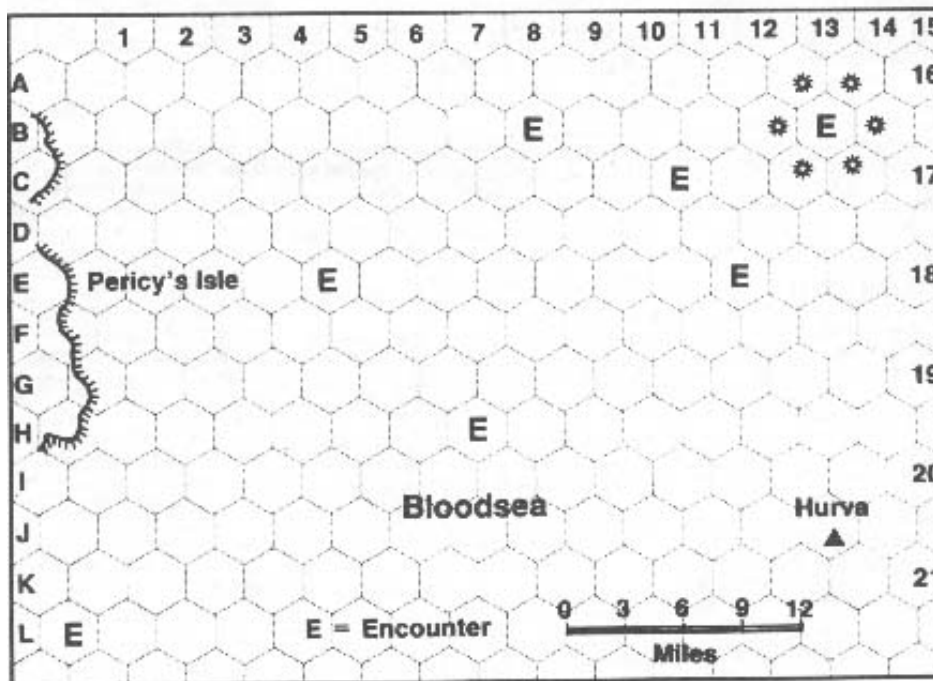 1 2 3 4 5 6 7 8 9 10 11 12 13 14 15
A 16
B E E
C E 17
D
E Pericy's Isle E E 18
F
G 19
H E
I 20
Bloodsea Hurva
J
K 21
0 3 6 9 12
L E E = Encounter
Miles